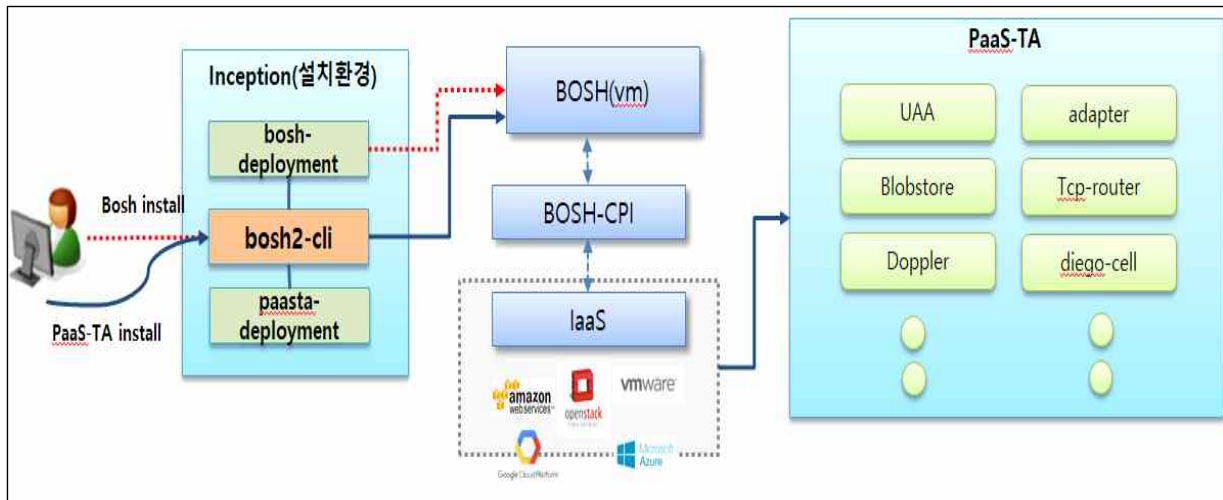 Inception(설치환경)
bosh-
deployment
bosh2-cli
paasta-
deployment
Bosh install
PaaS-TA install
BOSH(vm)
BOSH-CPI
IaaS
amazon
webservices™
openstack
vmware®
Google Cloud Platform
Microsoft
Azure
PaaS-TA
UAA
adapter
Blobstore
Tcp-router
Doppler
diego-cell